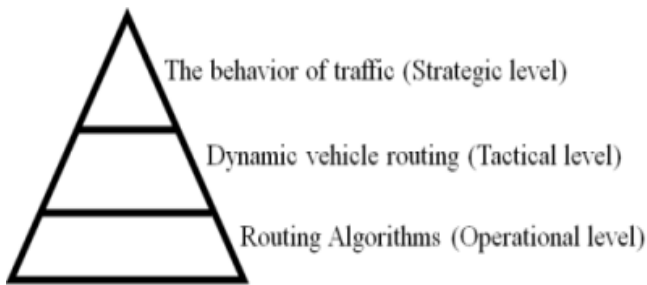 The behavior of traffic (Strategic level)
Dynamic vehicle routing (Tactical level)
Routing Algorithms (Operational level)